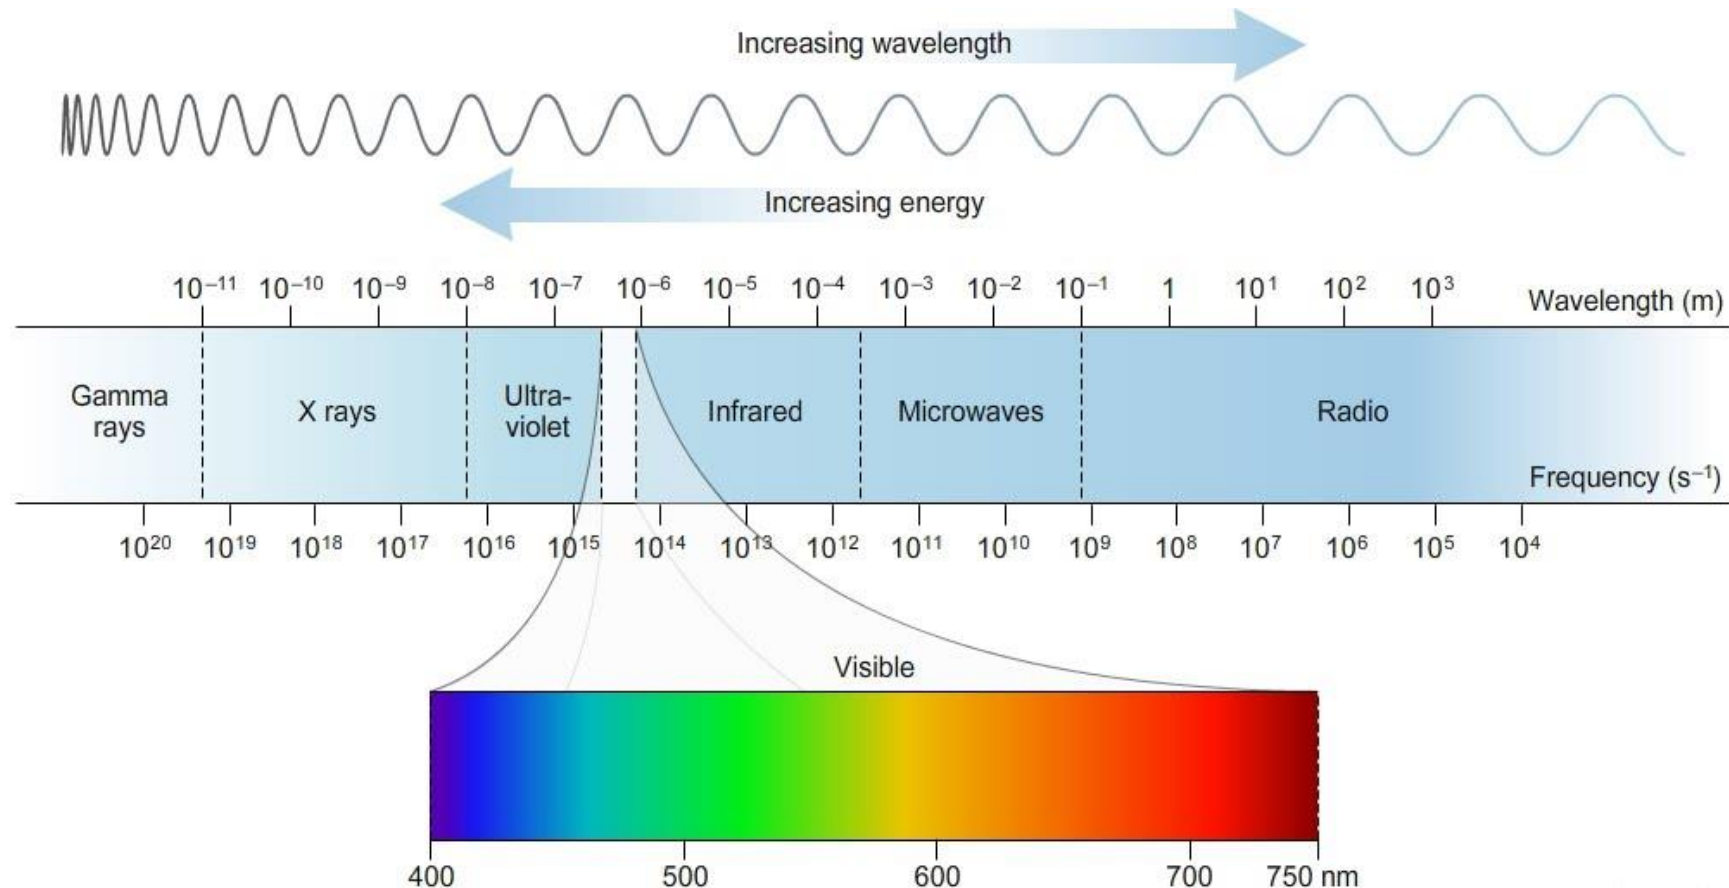 Increasing wavelength
Increasing energy
10⁻¹¹ 10⁻¹⁰ 10⁻⁹ 10⁻⁸ 10⁻⁷ 10⁻⁶ 10⁻⁵ 10⁻⁴ 10⁻³ 10⁻² 10⁻¹ 1 10¹ 10² 10³
Wavelength (m)
Gamma
rays
X rays
Ultra-
violet
Infrared
Microwaves
Radio
Frequency (s⁻¹)
10²⁰ 10¹⁹ 10¹⁸ 10¹⁷ 10¹⁶ 10¹⁵ 10¹⁴ 10¹³ 10¹² 10¹¹ 10¹⁰ 10⁹ 10⁸ 10⁷ 10⁶ 10⁵ 10⁴
Visible
400 500 600 700 750 nm